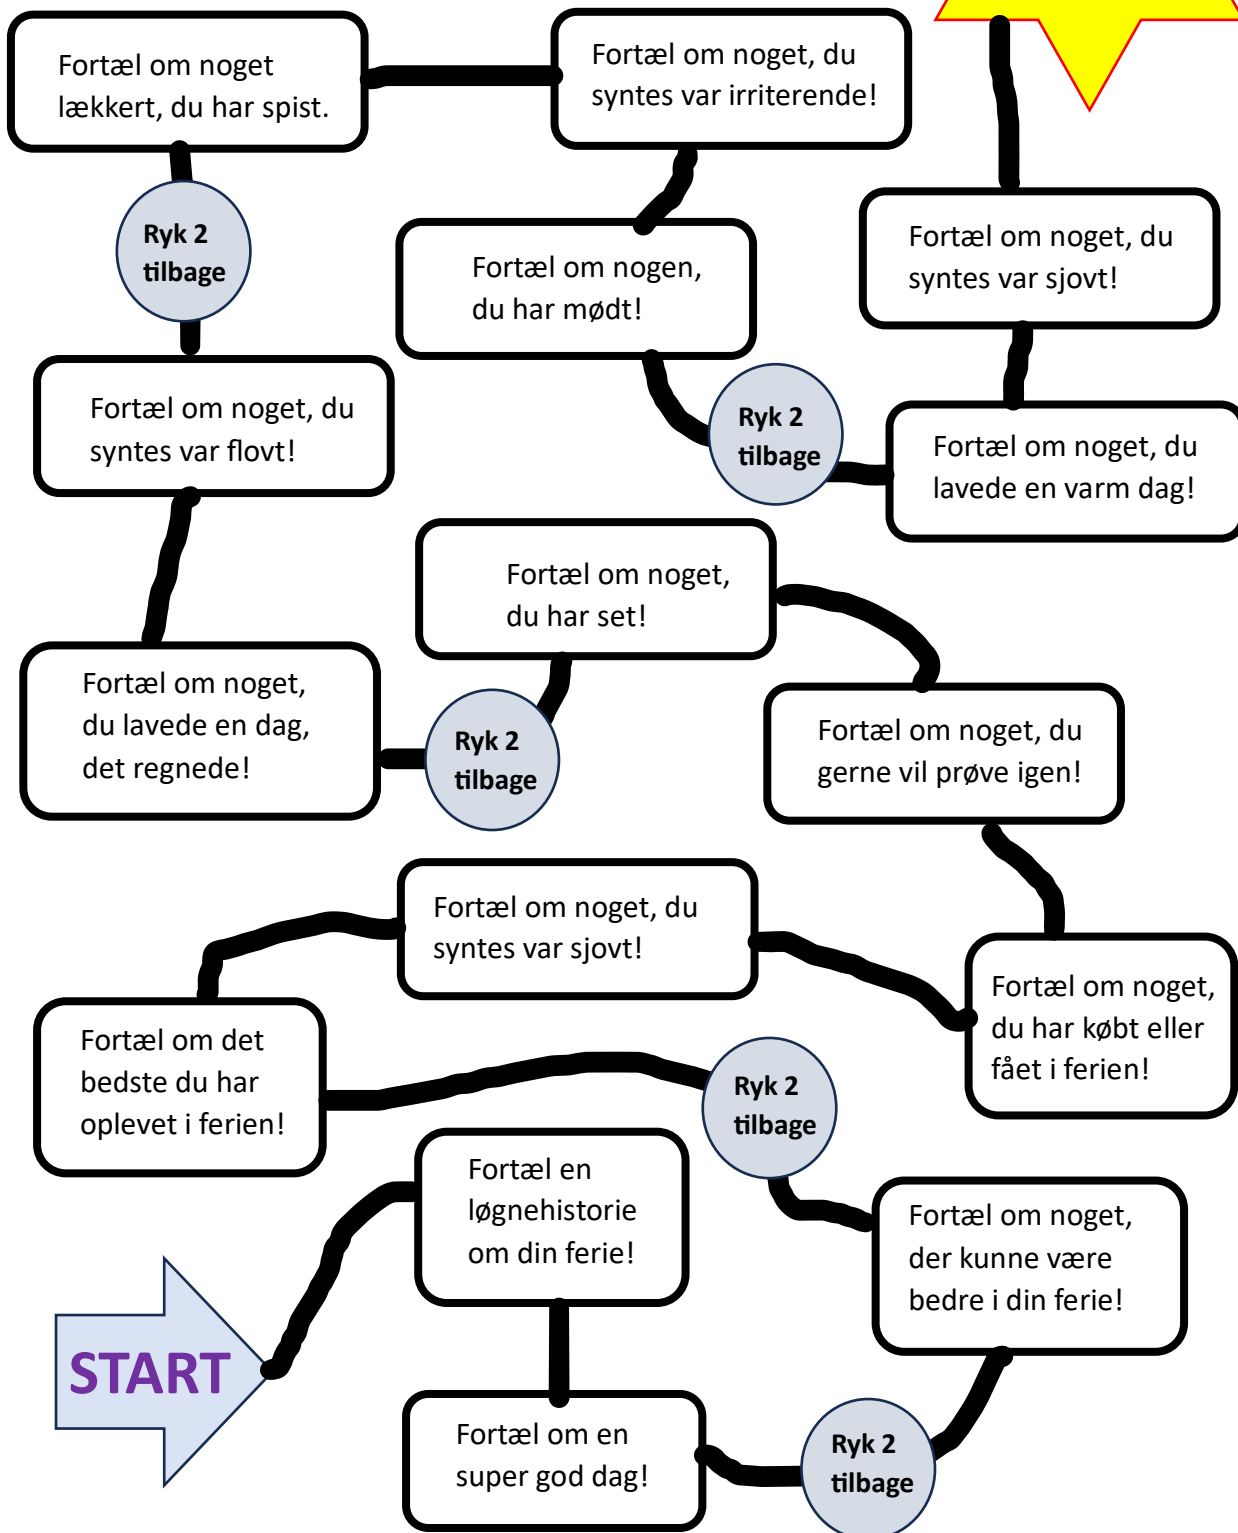 Fortæl om noget
lækkert, du har spist.
Fortæl om noget, du
syntes var irriterende!
Ryk 2
tilbage
Fortæl om nogen,
du har mødt!
Fortæl om noget, du
syntes var sjovt!
Fortæl om noget, du
syntes var flovt!
Ryk 2
tilbage
Fortæl om noget, du
lavede en varm dag!
Fortæl om noget,
du har set!
Fortæl om noget,
du lavede en dag,
det regnede!
Ryk 2
tilbage
Fortæl om noget, du
gerne vil prøve igen!
Fortæl om noget, du
syntes var sjovt!
Fortæl om noget,
du har købt eller
fået i ferien!
Fortæl om det
bedste du har
oplevet i ferien!
Ryk 2
tilbage
Fortæl en
løgnehistorie
om din ferie!
Fortæl om noget,
der kunne være
bedre i din ferie!
START
Fortæl om en
super god dag!
Ryk 2
tilbage